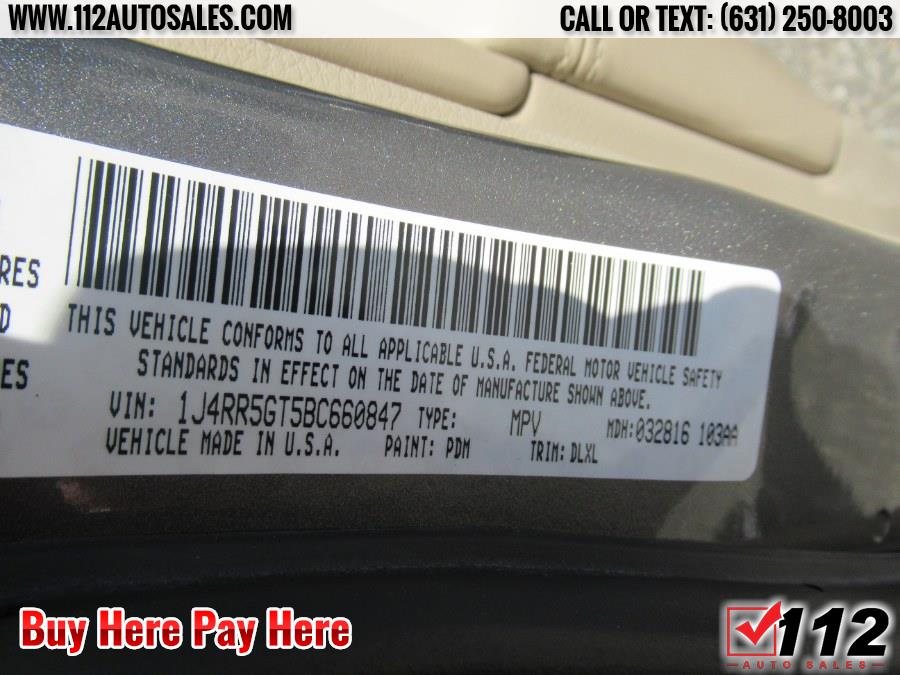 WWW.112AUTOSALES.COM
CALL OR TEXT: (631) 250-8003
RES
D
ES
THIS VEHICLE CONFORMS TO ALL APPLICABLE U.S.A. FEDERAL MOTOR VEHICLE SAFETY
STANDARDS IN EFFECT ON THE DATE OF MANUFACTURE SHOWN ABOVE.
VIN: 1J4RR5GT5BC660847 TYPE: MPV MDH:032816 103AA
VEHICLE MADE IN U.S.A. PAINT: PDM TRIM: DLXL
Buy Here Pay Here
112
AUTO SALES